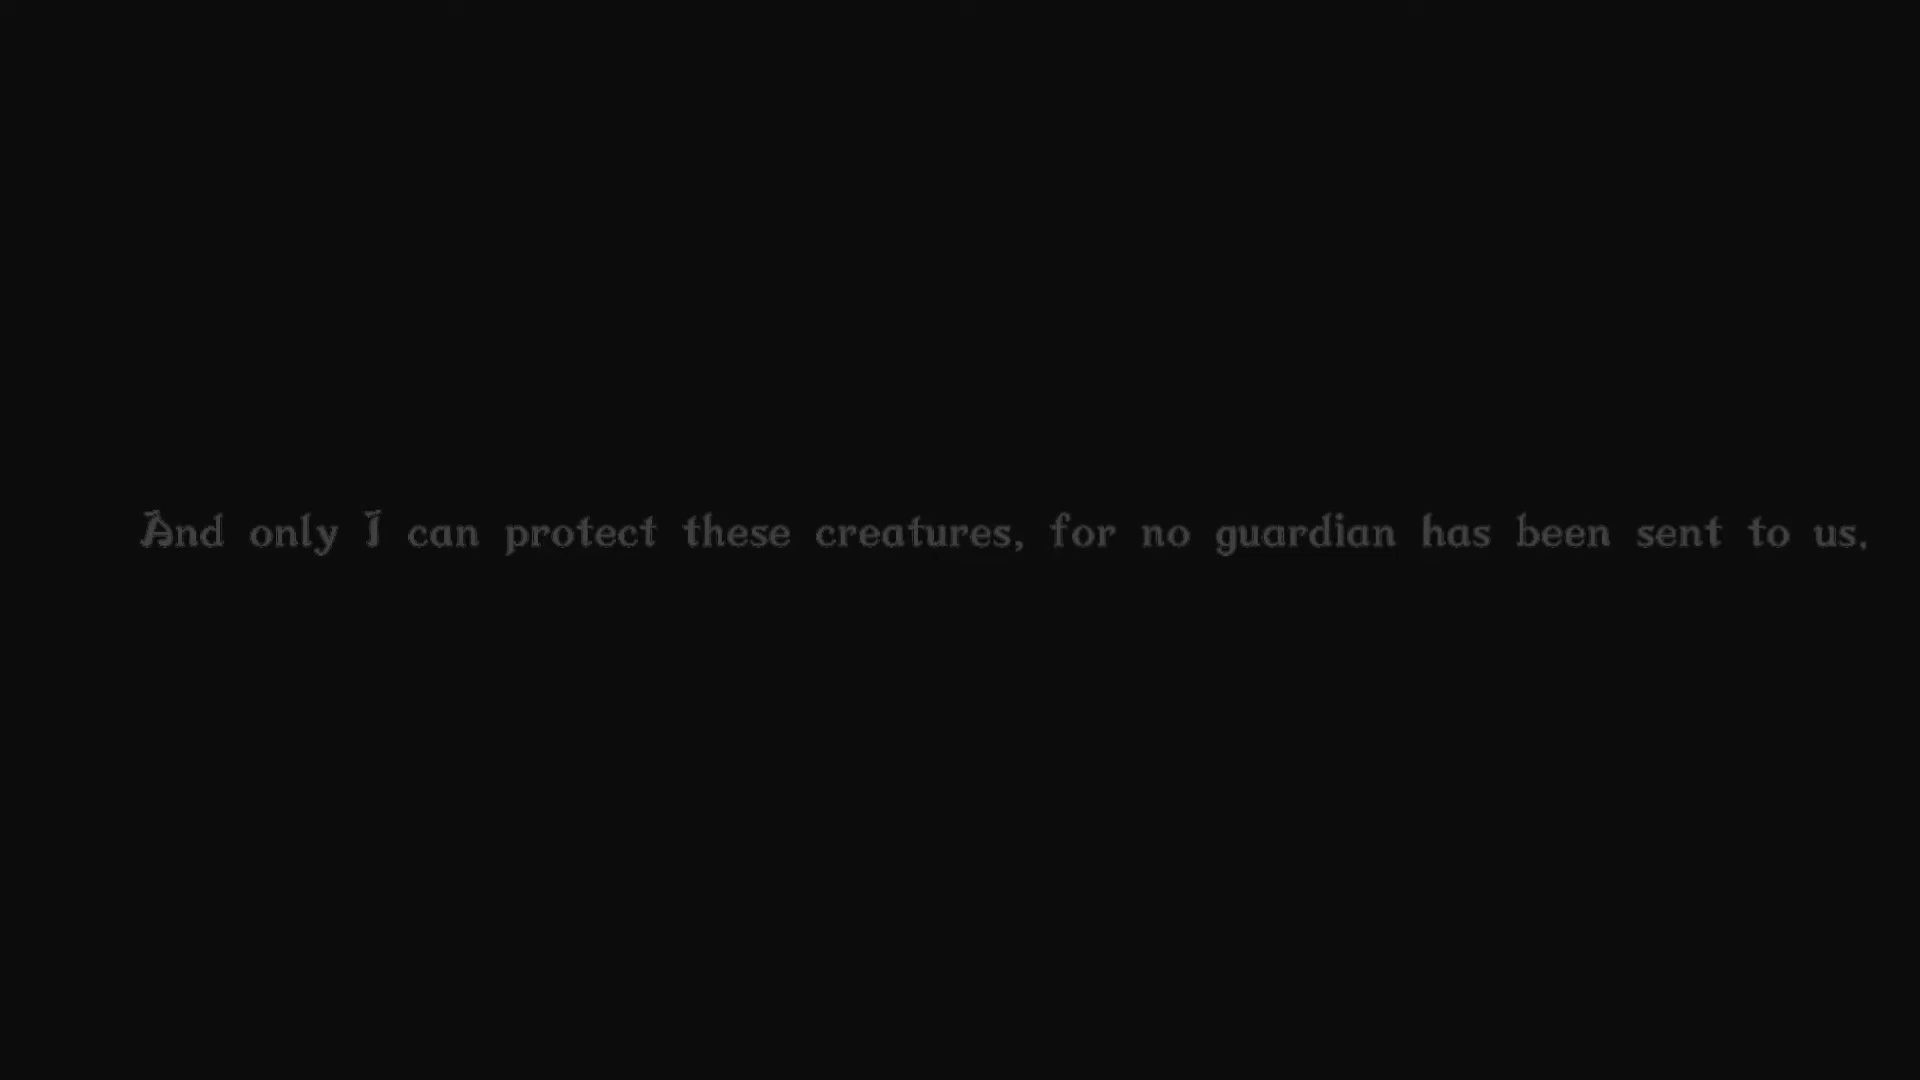 And only I can protect these creatures, for no guardian has been sent to us.